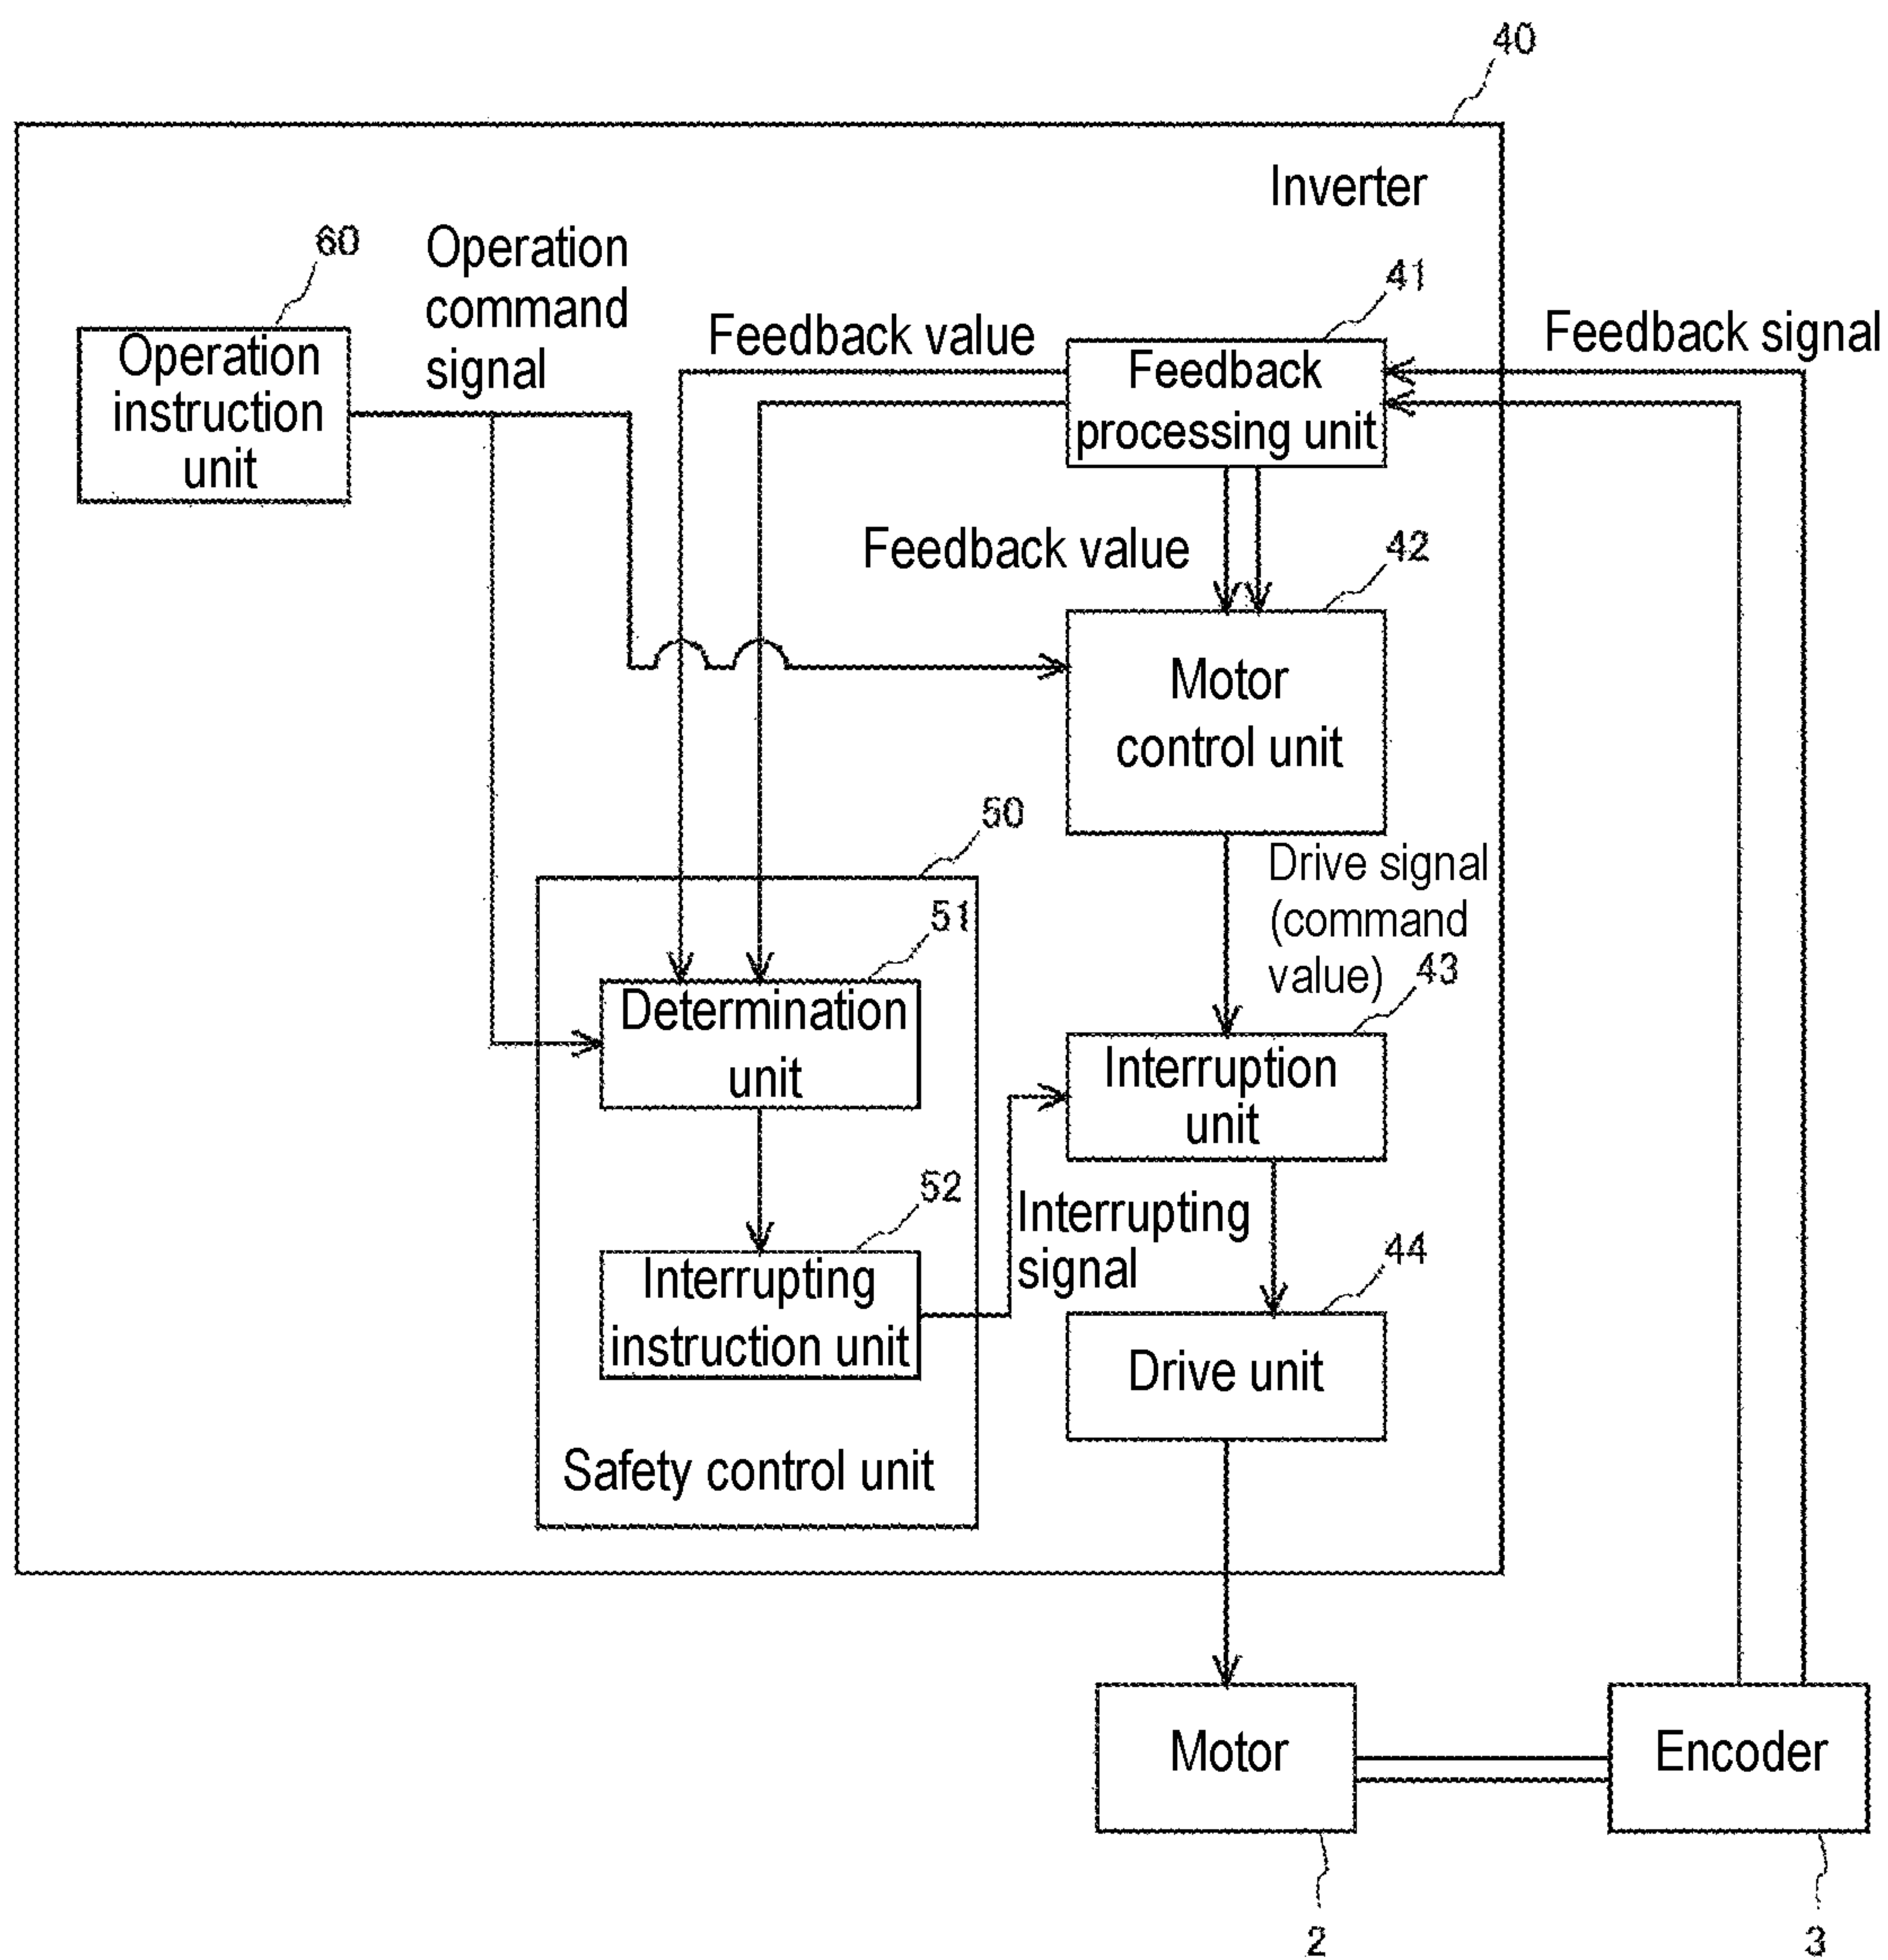 40
Inverter
60
Operation
command
signal
Operation
instruction
unit
Feedback value
41
Feedback
processing unit
Feedback signal
Feedback value
42
Motor
control unit
50
Drive signal
(command
value)
51
Determination
unit
43
Interruption
unit
52
Interrupting
instruction unit
Interrupting
signal
44
Drive unit
Safety control unit
Motor
Encoder
2
3